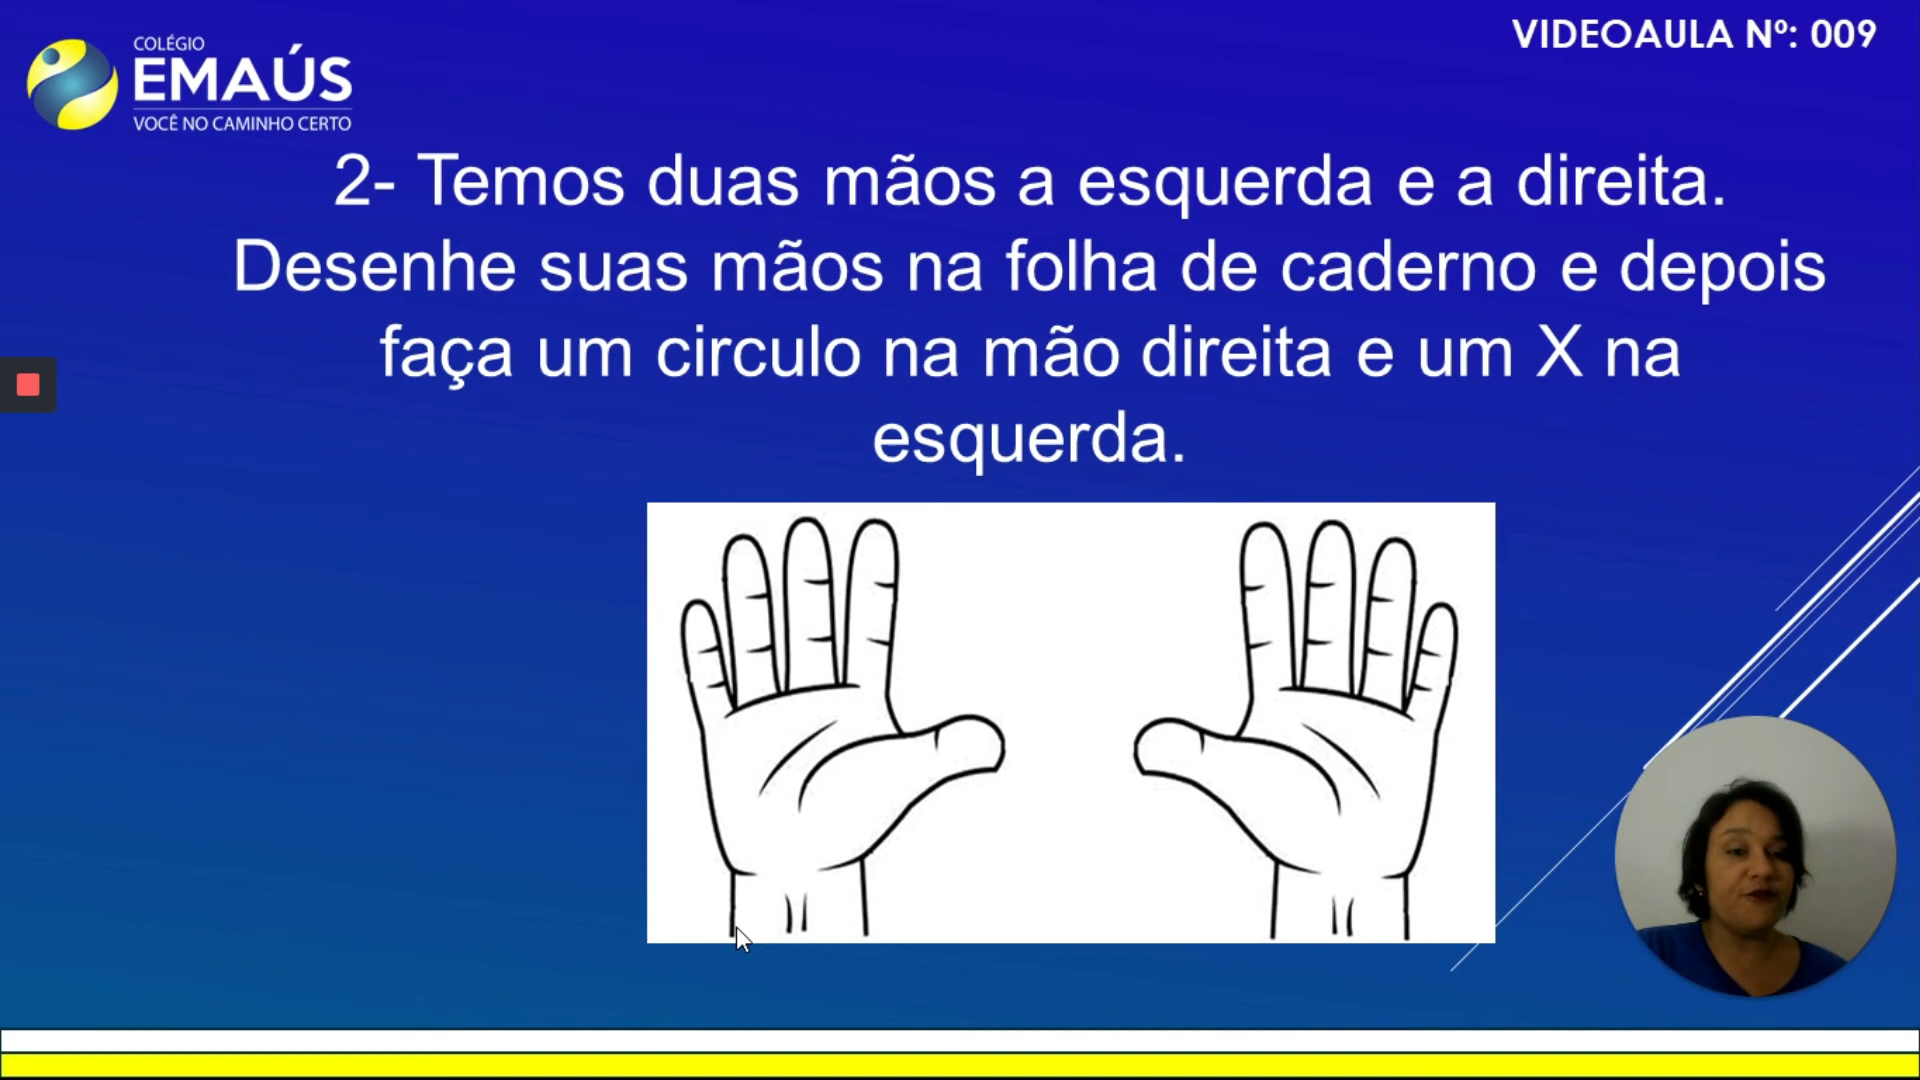 COLÉGIO
EMAÚS
VOCÊ NO CAMINHO CERTO
VIDEOAULA Nº: 009
2- Temos duas mãos a esquerda e a direita.
Desenhe suas mãos na folha de caderno e depois
faça um circulo na mão direita e um X na
esquerda.